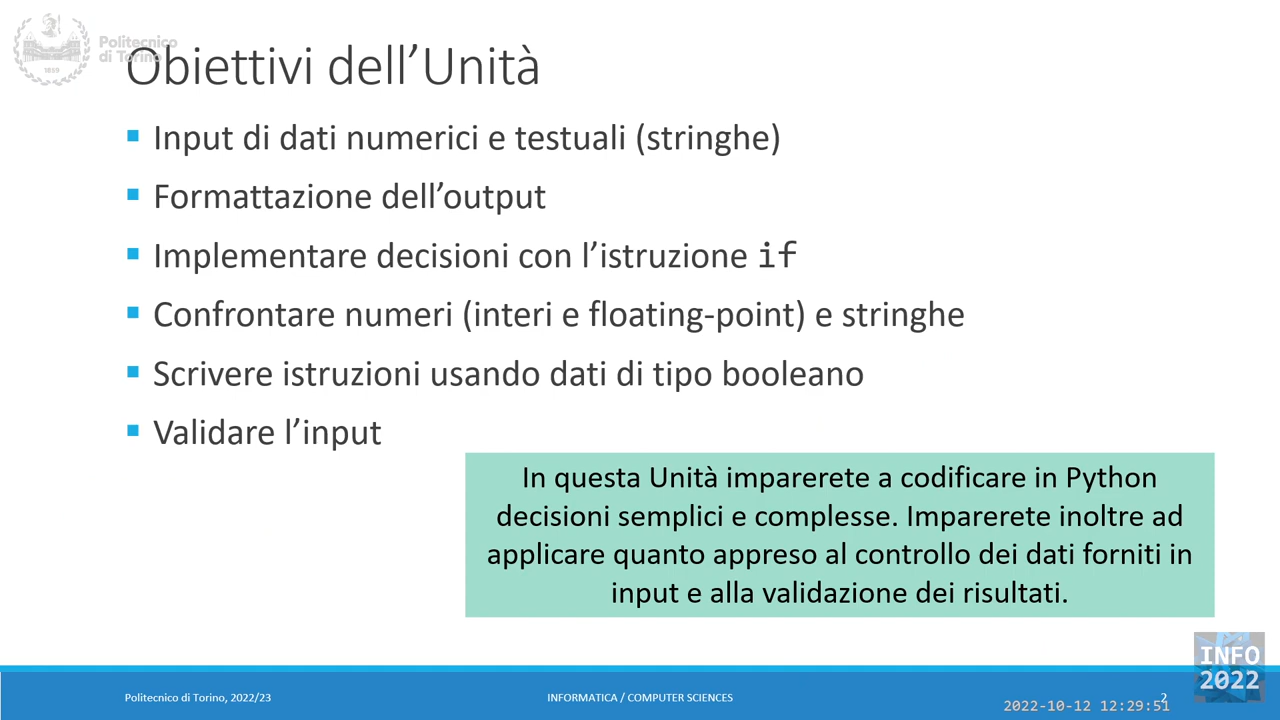 Politecnico
di Torino
1859
Obiettivi dell’Unità
Input di dati numerici e testuali (stringhe)
Formattazione dell’output
Implementare decisioni con l’istruzione if
Confrontare numeri (interi e floating-point) e stringhe
Scrivere istruzioni usando dati di tipo booleano
Validare l’input
In questa Unità imparerete a codificare in Python
decisioni semplici e complesse. Imparerete inoltre ad
applicare quanto appreso al controllo dei dati forniti in
input e alla validazione dei risultati.
INFO
2022
Politecnico di Torino, 2022/23
INFORMATICA / COMPUTER SCIENCES
2
2022-10-12 12:29:51